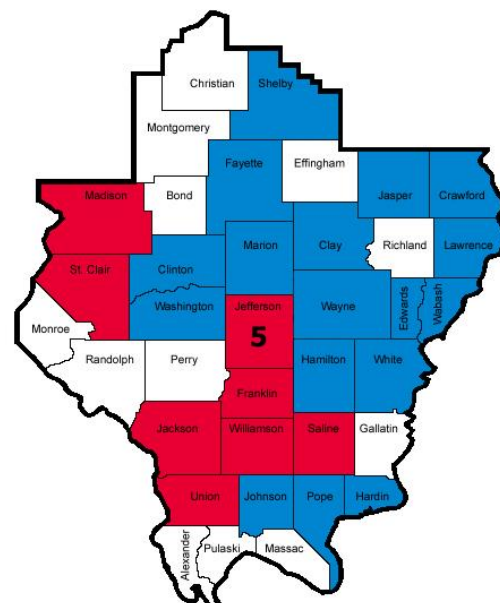 Christian
Shelby
Montgomery
Fayette
Effingham
Jasper
Crawford
Madison
Bond
Marion
Clay
Richland
Lawrence
St. Clair
Clinton
Washington
Jefferson
5
Wayne
Edwards
Wabash
Monroe
Randolph
Perry
Hamilton
White
Franklin
Jackson
Williamson
Saline
Gallatin
Union
Johnson
Pope
Hardin
Alexander
Pulaski
Massac